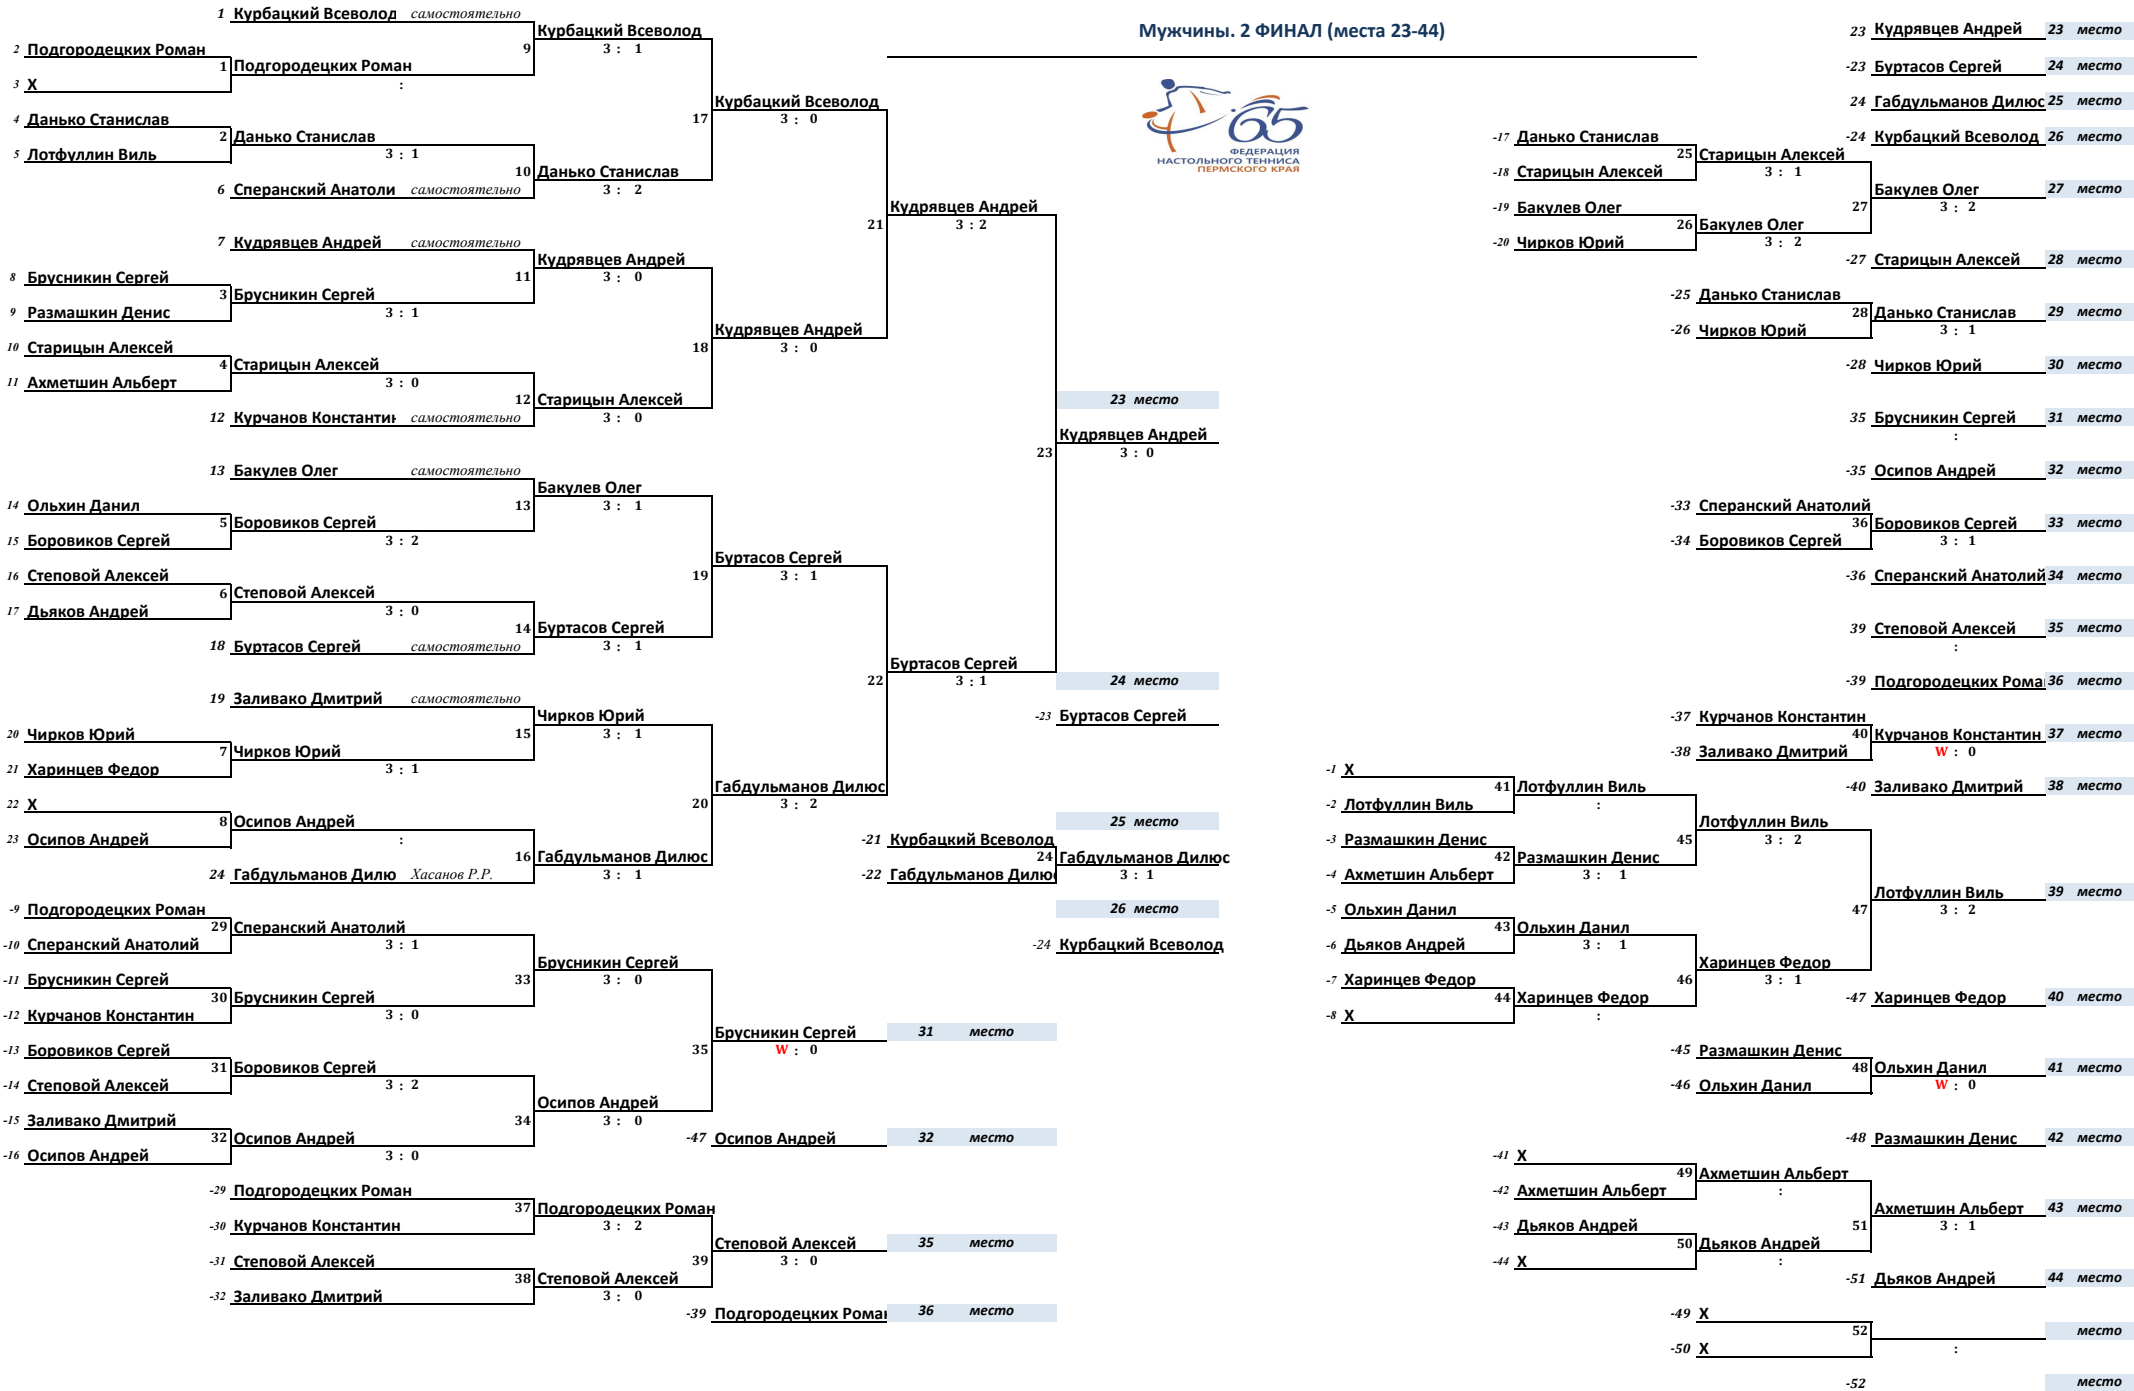 Мужчины. 2 ФИНАЛ (места 23-44)
ФЕДЕРАЦИЯ
НАСТОЛЬНОГО ТЕННИСА
ПЕРМСКОГО КРАЯ
1 Курбацкий Всеволод самостоятельно
Курбацкий Всеволод
2 Подгородецких Роман
9 3 : 1
1 Подгородецких Роман
3 X
:
Курбацкий Всеволод
4 Данько Станислав
17 3 : 0
2 Данько Станислав
5 Лотфуллин Виль
3 : 1
10 Данько Станислав
6 Сперанский Анатоли самостоятельно
3 : 2
Кудрявцев Андрей
21 3 : 2
7 Кудрявцев Андрей самостоятельно
Кудрявцев Андрей
8 Брусникин Сергей
11 3 : 0
3 Брусникин Сергей
9 Размашкин Денис
3 : 1
Кудрявцев Андрей
10 Старицын Алексей
18 3 : 0
4 Старицын Алексей
11 Ахметшин Альберт
3 : 0
12 Старицын Алексей
23 место
12 Курчанов Константин самостоятельно
3 : 0
Кудрявцев Андрей
23 3 : 0
13 Бакулев Олег самостоятельно
Бакулев Олег
14 Ольхин Данил
13 3 : 1
5 Боровиков Сергей
15 Боровиков Сергей
3 : 2
Буртасов Сергей
16 Степовой Алексей
19 3 : 1
6 Степовой Алексей
17 Дьяков Андрей
3 : 0
14 Буртасов Сергей
18 Буртасов Сергей самостоятельно
3 : 1
Буртасов Сергей
22 3 : 1
24 место
19 Заливако Дмитрий самостоятельно
Чирков Юрий
-23 Буртасов Сергей
20 Чирков Юрий
15 3 : 1
7 Чирков Юрий
21 Харинцев Федор
3 : 1
Габдульманов Дилюс
22 X
20 3 : 2
8 Осипов Андрей
25 место
23 Осипов Андрей
:
-21 Курбацкий Всеволод
16 Габдульманов Дилюс
24 Габдульманов Дилюс
24 Габдульманов Дилю Хасанов Р.Р.
3 : 1
-22 Габдульманов Дилюс
3 : 1
26 место
-24 Курбацкий Всеволод
-9 Подгородецких Роман
29 Сперанский Анатолий
-10 Сперанский Анатолий
3 : 1
Брусникин Сергей
-11 Брусникин Сергей
33 3 : 0
30 Брусникин Сергей
-12 Курчанов Константин
3 : 0
Брусникин Сергей 31 место
-13 Боровиков Сергей
35 W : 0
31 Боровиков Сергей
-14 Степовой Алексей
3 : 2
Осипов Андрей
-15 Заливако Дмитрий
34 3 : 0
32 Осипов Андрей
-47 Осипов Андрей 32 место
-16 Осипов Андрей
3 : 0
-29 Подгородецких Роман
37 Подгородецких Роман
-30 Курчанов Константин
3 : 2
Степовой Алексей 35 место
-31 Степовой Алексей
39 3 : 0
38 Степовой Алексей
-32 Заливако Дмитрий
3 : 0
-39 Подгородецких Роман 36 место
23 Кудрявцев Андрей 23 место
-23 Буртасов Сергей 24 место
24 Габдульманов Дилюс 25 место
-24 Курбацкий Всеволод 26 место
-17 Данько Станислав
25 Старицын Алексей
-18 Старицын Алексей
3 : 1
Бакулев Олег 27 место
-19 Бакулев Олег
27 3 : 2
26 Бакулев Олег
-20 Чирков Юрий
3 : 2
-27 Старицын Алексей 28 место
-25 Данько Станислав
28 Данько Станислав 29 место
-26 Чирков Юрий
3 : 1
-28 Чирков Юрий 30 место
35 Брусникин Сергей 31 место
:
-35 Осипов Андрей 32 место
-33 Сперанский Анатолий
36 Боровиков Сергей 33 место
-34 Боровиков Сергей
3 : 1
-36 Сперанский Анатолий 34 место
39 Степовой Алексей 35 место
:
-39 Подгородецких Рома 36 место
-37 Курчанов Константин
40 Курчанов Константин 37 место
-38 Заливако Дмитрий
W : 0
-40 Заливако Дмитрий 38 место
-1 X
41 Лотфуллин Виль
-2 Лотфуллин Виль
:
Лотфуллин Виль
-3 Размашкин Денис
45 3 : 2
42 Размашкин Денис
-4 Ахметшин Альберт
3 : 1
Лотфуллин Виль 39 место
-5 Ольхин Данил
47 3 : 2
43 Ольхин Данил
-6 Дьяков Андрей
3 : 1
Харинцев Федор
-7 Харинцев Федор
46 3 : 1
44 Харинцев Федор
-47 Харинцев Федор 40 место
-8 X
:
-45 Размашкин Денис
48 Ольхин Данил 41 место
-46 Ольхин Данил
W : 0
-48 Размашкин Денис 42 место
-41 X
49 Ахметшин Альберт
-42 Ахметшин Альберт
:
Ахметшин Альберт 43 место
-43 Дьяков Андрей
51 3 : 1
50 Дьяков Андрей
-44 X
:
-51 Дьяков Андрей 44 место
-49 X
52 место
-50 X
:
-52 место